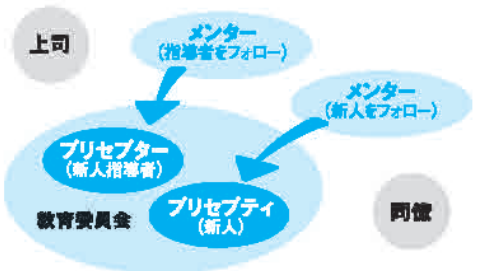 上司
メンター
（指導者をフォロー）
メンター
（新人をフォロー）
プリセプター
（新人指導者）
プリセプティ
（新人）
教育委員会
同僚